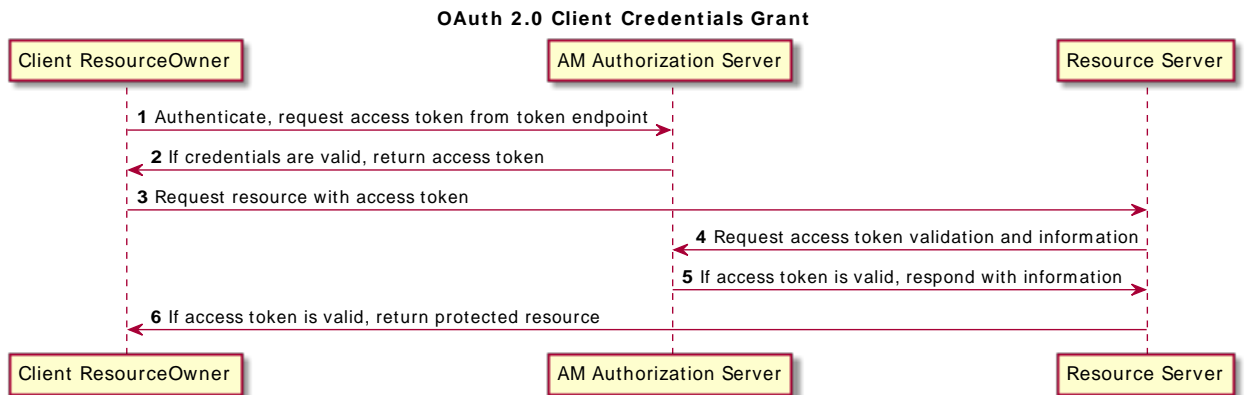 OAuth 2.0 Client Credentials Grant
Client ResourceOwner
AM Authorization Server
Resource Server
1 Authenticate, request access token from token endpoint
2 If credentials are valid, return access token
3 Request resource with access token
4 Request access token validation and information
5 If access token is valid, respond with information
6 If access token is valid, return protected resource
Client ResourceOwner
AM Authorization Server
Resource Server